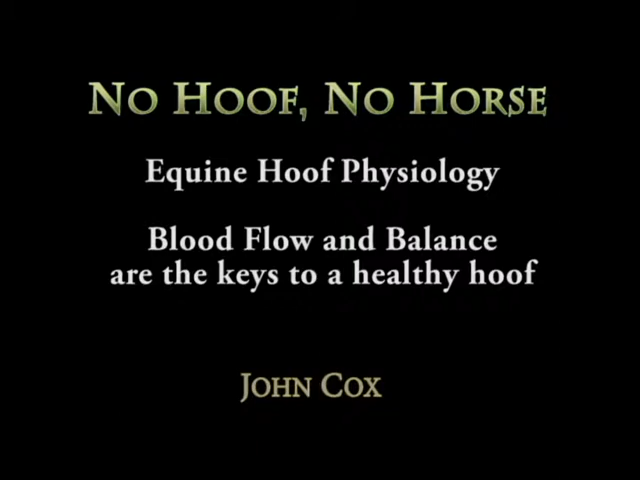 No Hoof, No Horse
Equine Hoof Physiology
Blood Flow and Balance
are the keys to a healthy hoof
John Cox